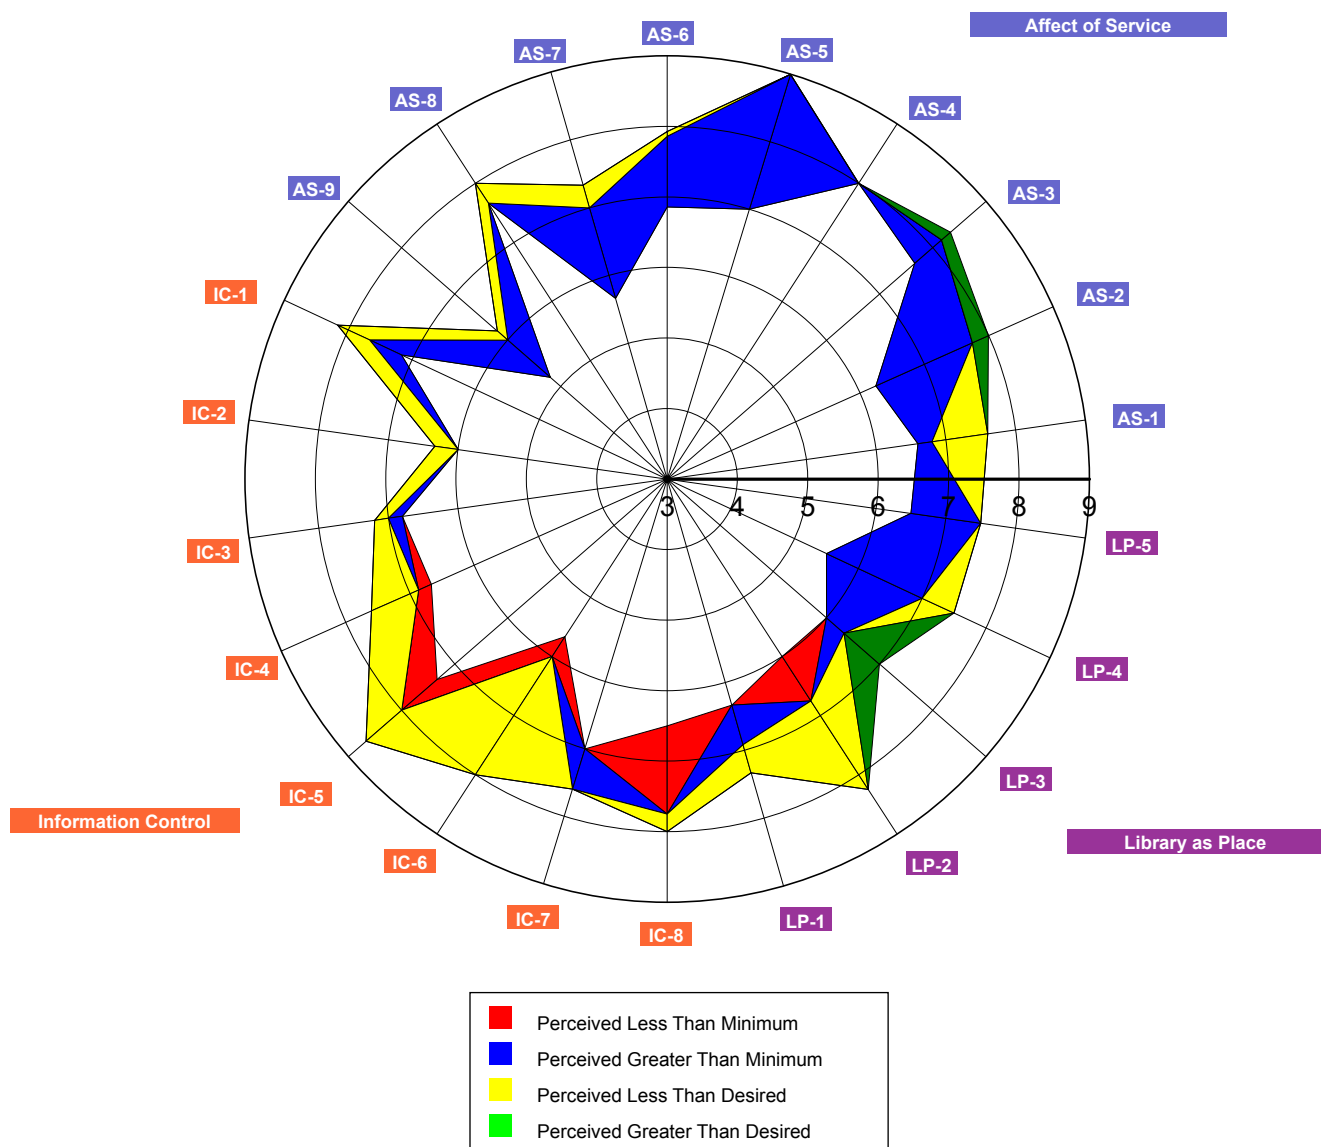 Affect of Service
AS-6
AS-7
AS-5
AS-8
AS-4
AS-9
AS-3
IC-1
AS-2
IC-2
AS-1
3 4 5 6 7 8 9
IC-3
LP-5
IC-4
LP-4
IC-5
LP-3
Information Control
Library as Place
IC-6
LP-2
IC-7
LP-1
IC-8
Perceived Less Than Minimum
Perceived Greater Than Minimum
Perceived Less Than Desired
Perceived Greater Than Desired